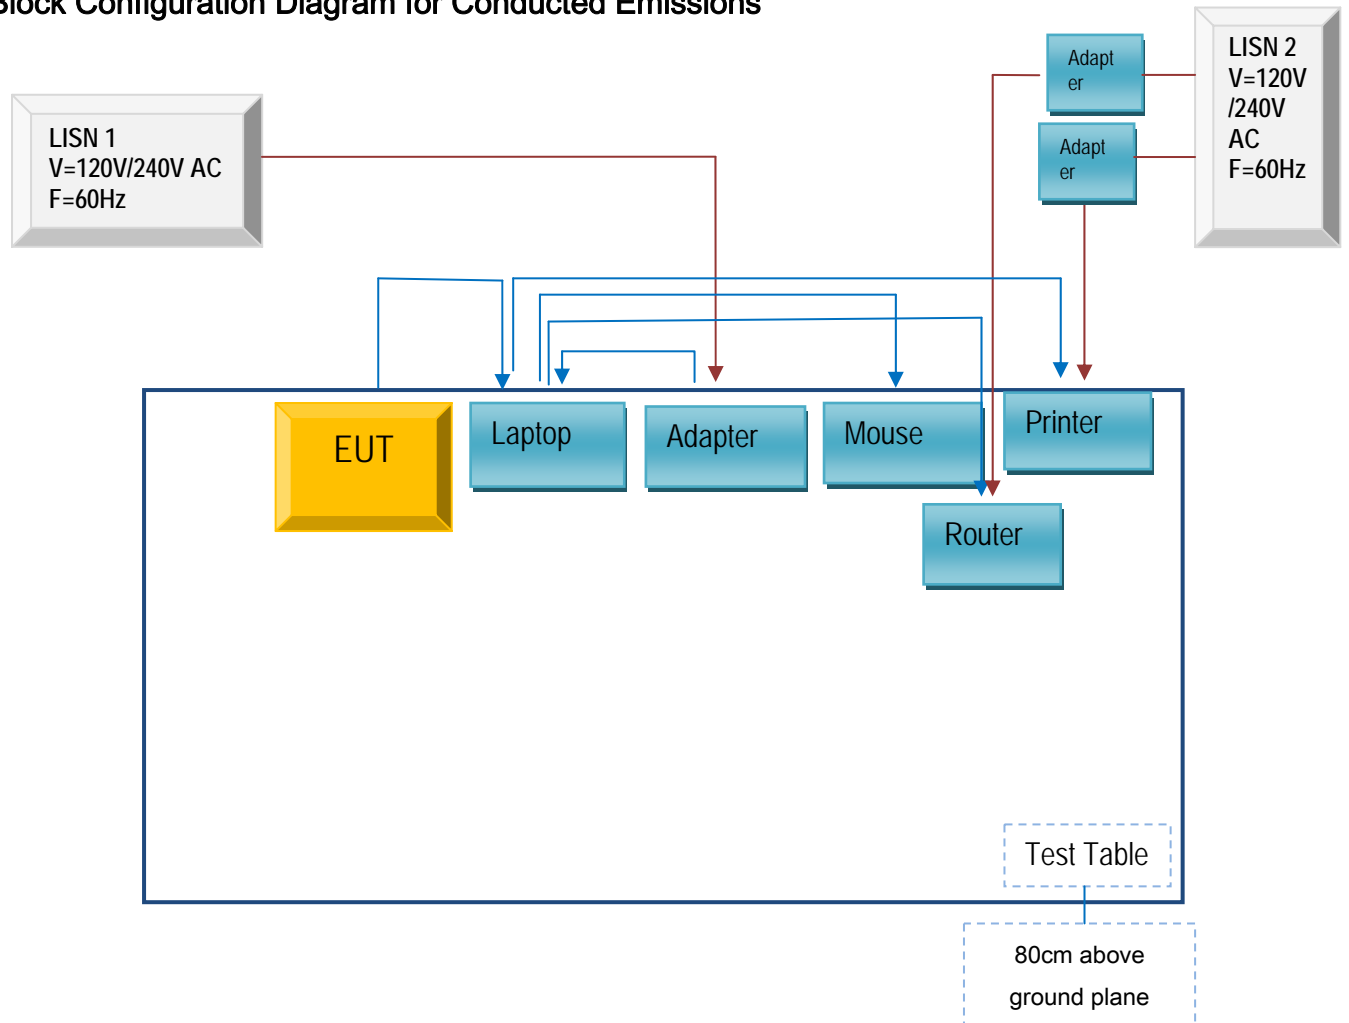 Block Configuration Diagram for Conducted Emissions
LISN 1
V=120V/240V AC
F=60Hz
Adapt
er
Adapt
er
LISN 2
V=120V
/240V
AC
F=60Hz
EUT
Laptop
Adapter
Mouse
Printer
Router
Test Table
80cm above
ground plane